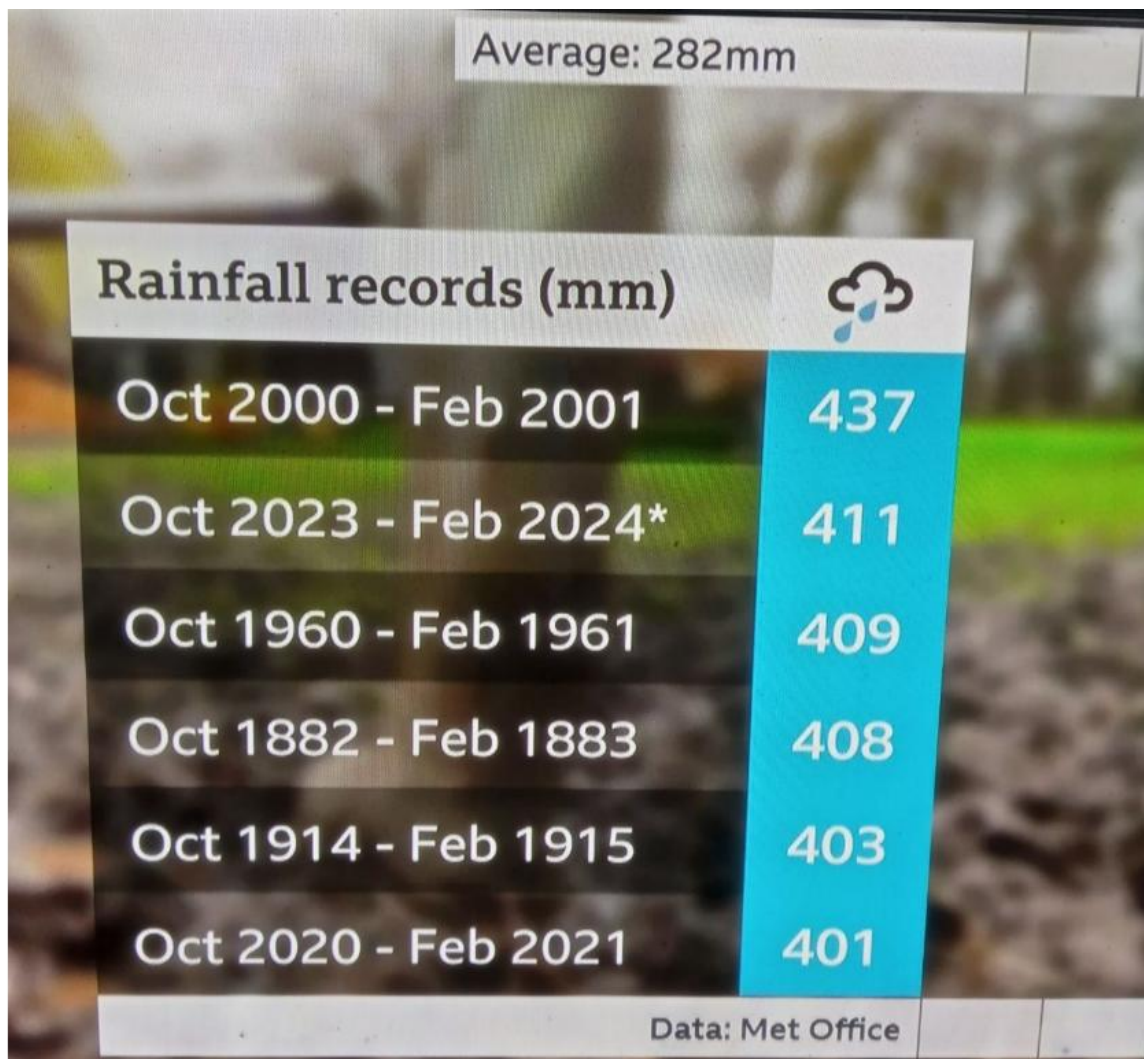 Average: 282mm
Rainfall records (mm)
Oct 2000 - Feb 2001 437
Oct 2023 - Feb 2024* 411
Oct 1960 - Feb 1961 409
Oct 1882 - Feb 1883 408
Oct 1914 - Feb 1915 403
Oct 2020 - Feb 2021 401
Data: Met Office